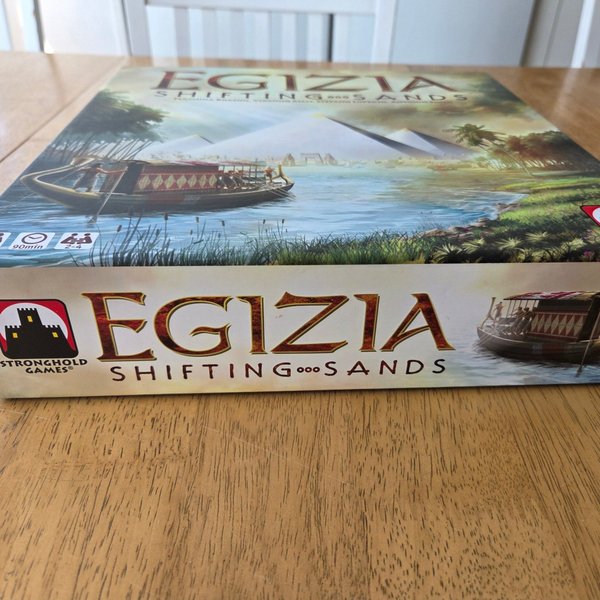 EGIZIA
SHIFTING SANDS
90min
2-4
STRONGHOLD
GAMES®
EGIZIA
SHIFTING SANDS